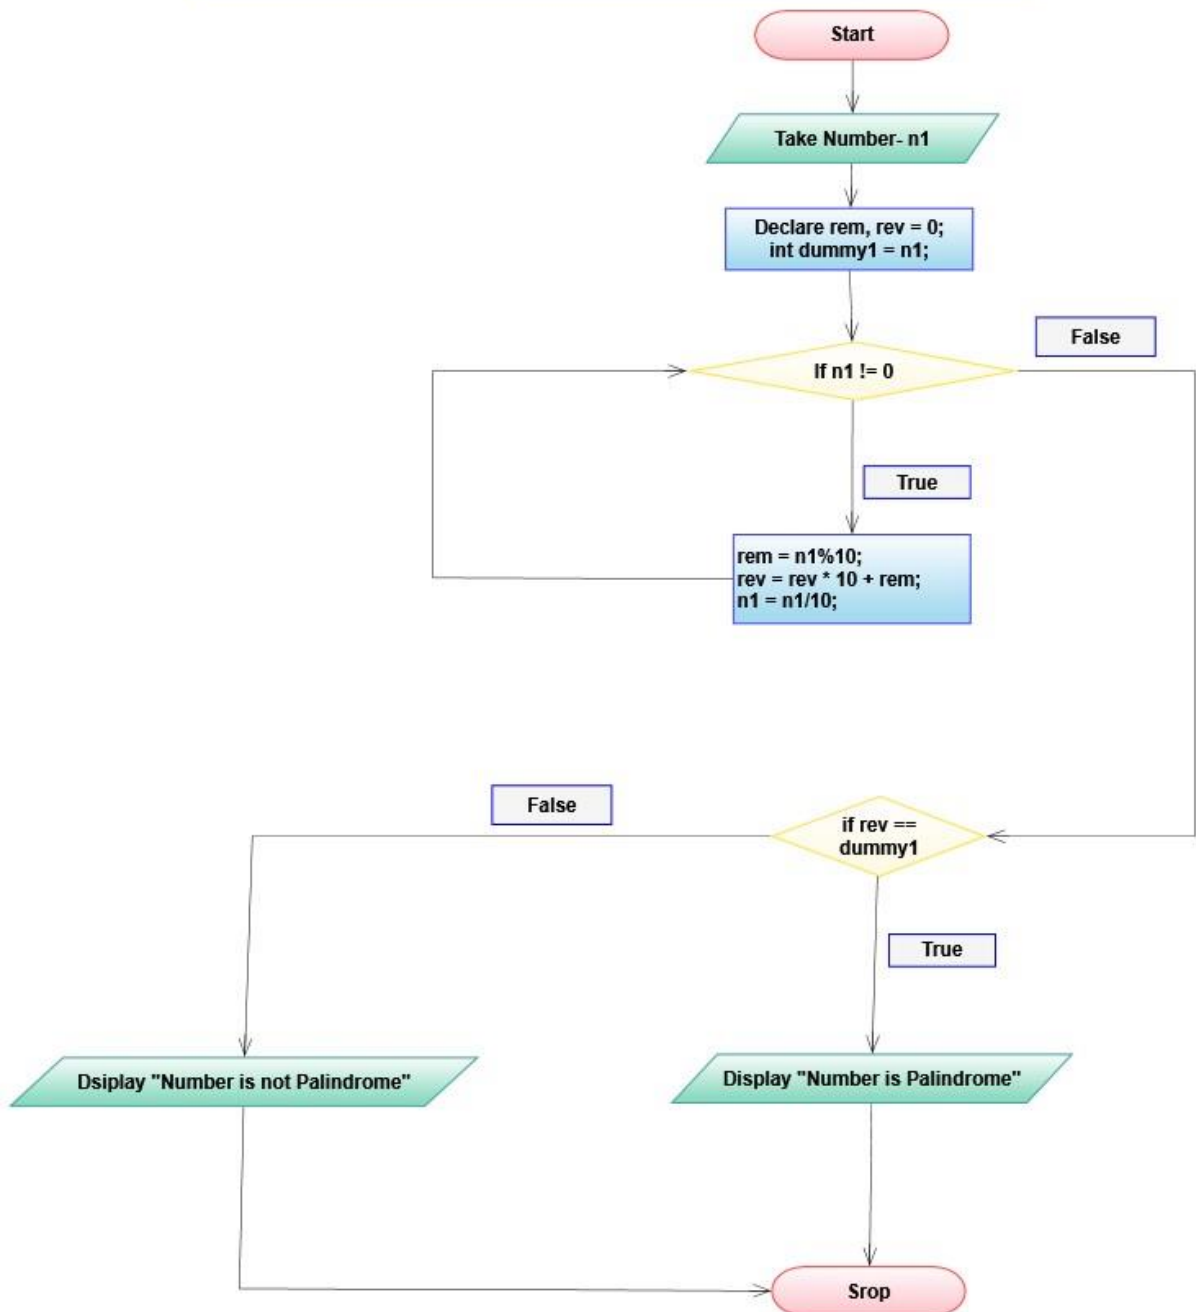 Start
Take Number- n1
Declare rem, rev = 0;
int dummy1 = n1;
False
If n1 != 0
True
rem = n1%10;
rev = rev * 10 + rem;
n1 = n1/10;
False
if rev ==
dummy1
True
Dsiplay "Number is not Palindrome"
Display "Number is Palindrome"
Srop